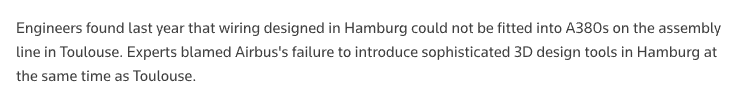 Engineers found last year that wiring designed in Hamburg could not be fitted into A380s on the assembly
line in Toulouse. Experts blamed Airbus's failure to introduce sophisticated 3D design tools in Hamburg at
the same time as Toulouse.